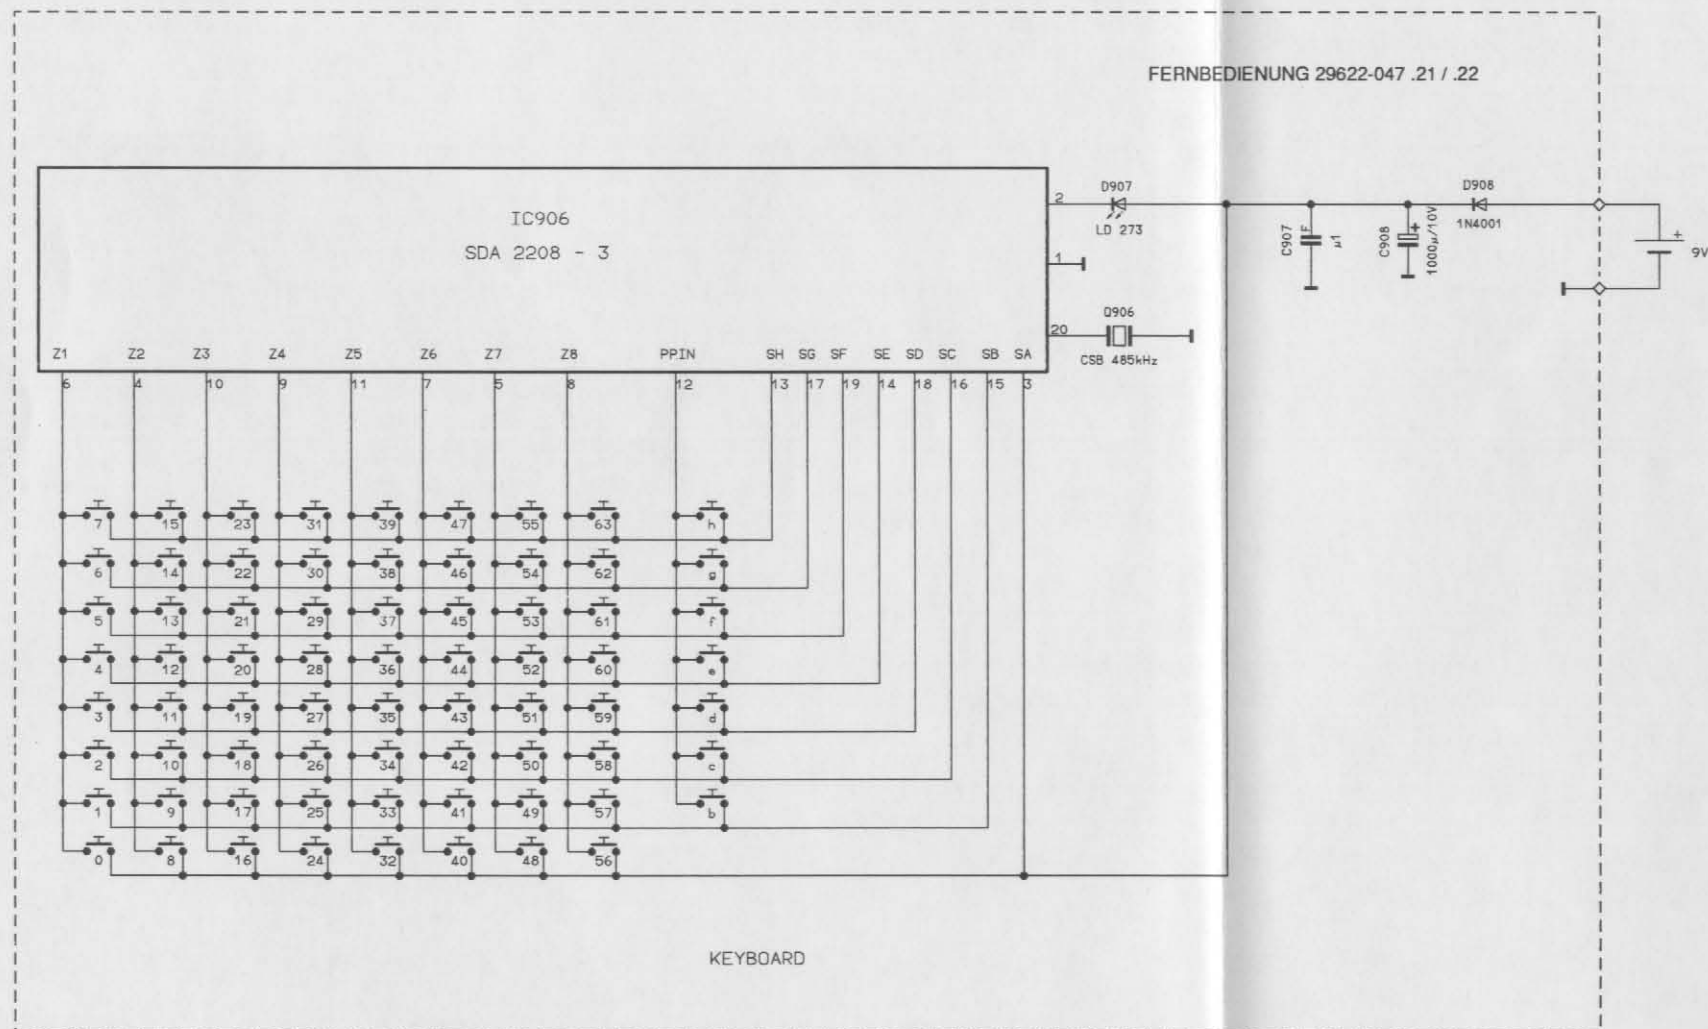 FERNBEDIENUNG 29622-047 .21 / .22
IC906
SDA 2208 - 3
2
D907
LD 273
1
20
Q906
CSB 485kHz
C907
F
µ1
C908
+
1000µ/10V
D908
1N4001
+
9V
Z1 Z2 Z3 Z4 Z5 Z6 Z7 Z8 PPIN SH SG SF SE SD SC SB SA
6 4 10 9 11 7 5 8 12 13 17 19 14 18 16 15 3
7 15 23 31 39 47 55 63 h
6 14 22 30 38 46 54 62 g
5 13 21 29 37 45 53 61 f
4 12 20 28 36 44 52 60 e
3 11 19 27 35 43 51 59 d
2 10 18 26 34 42 50 58 c
1 9 17 25 33 41 49 57 b
0 8 16 24 32 40 48 56
KEYBOARD